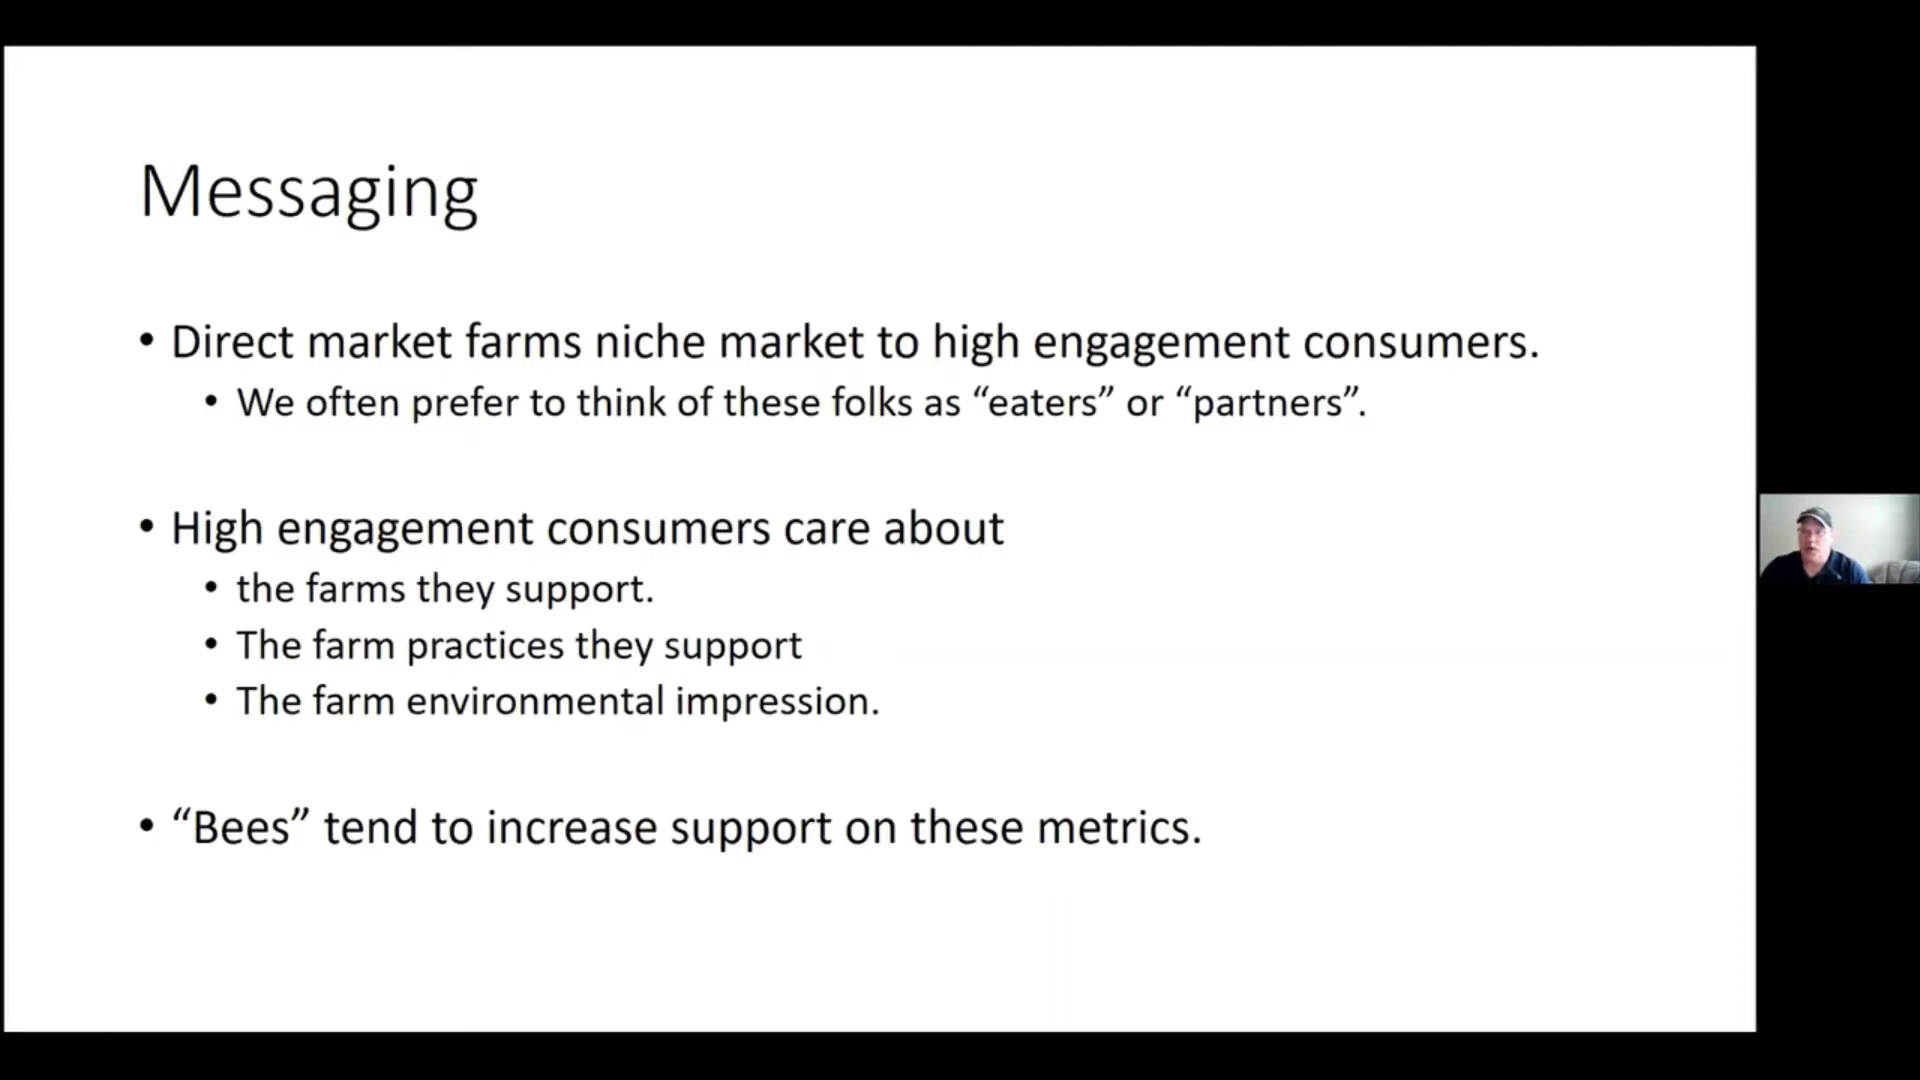 Messaging
• Direct market farms niche market to high engagement consumers.
• We often prefer to think of these folks as “eaters” or “partners”.
• High engagement consumers care about
• the farms they support.
• The farm practices they support
• The farm environmental impression.
• “Bees” tend to increase support on these metrics.